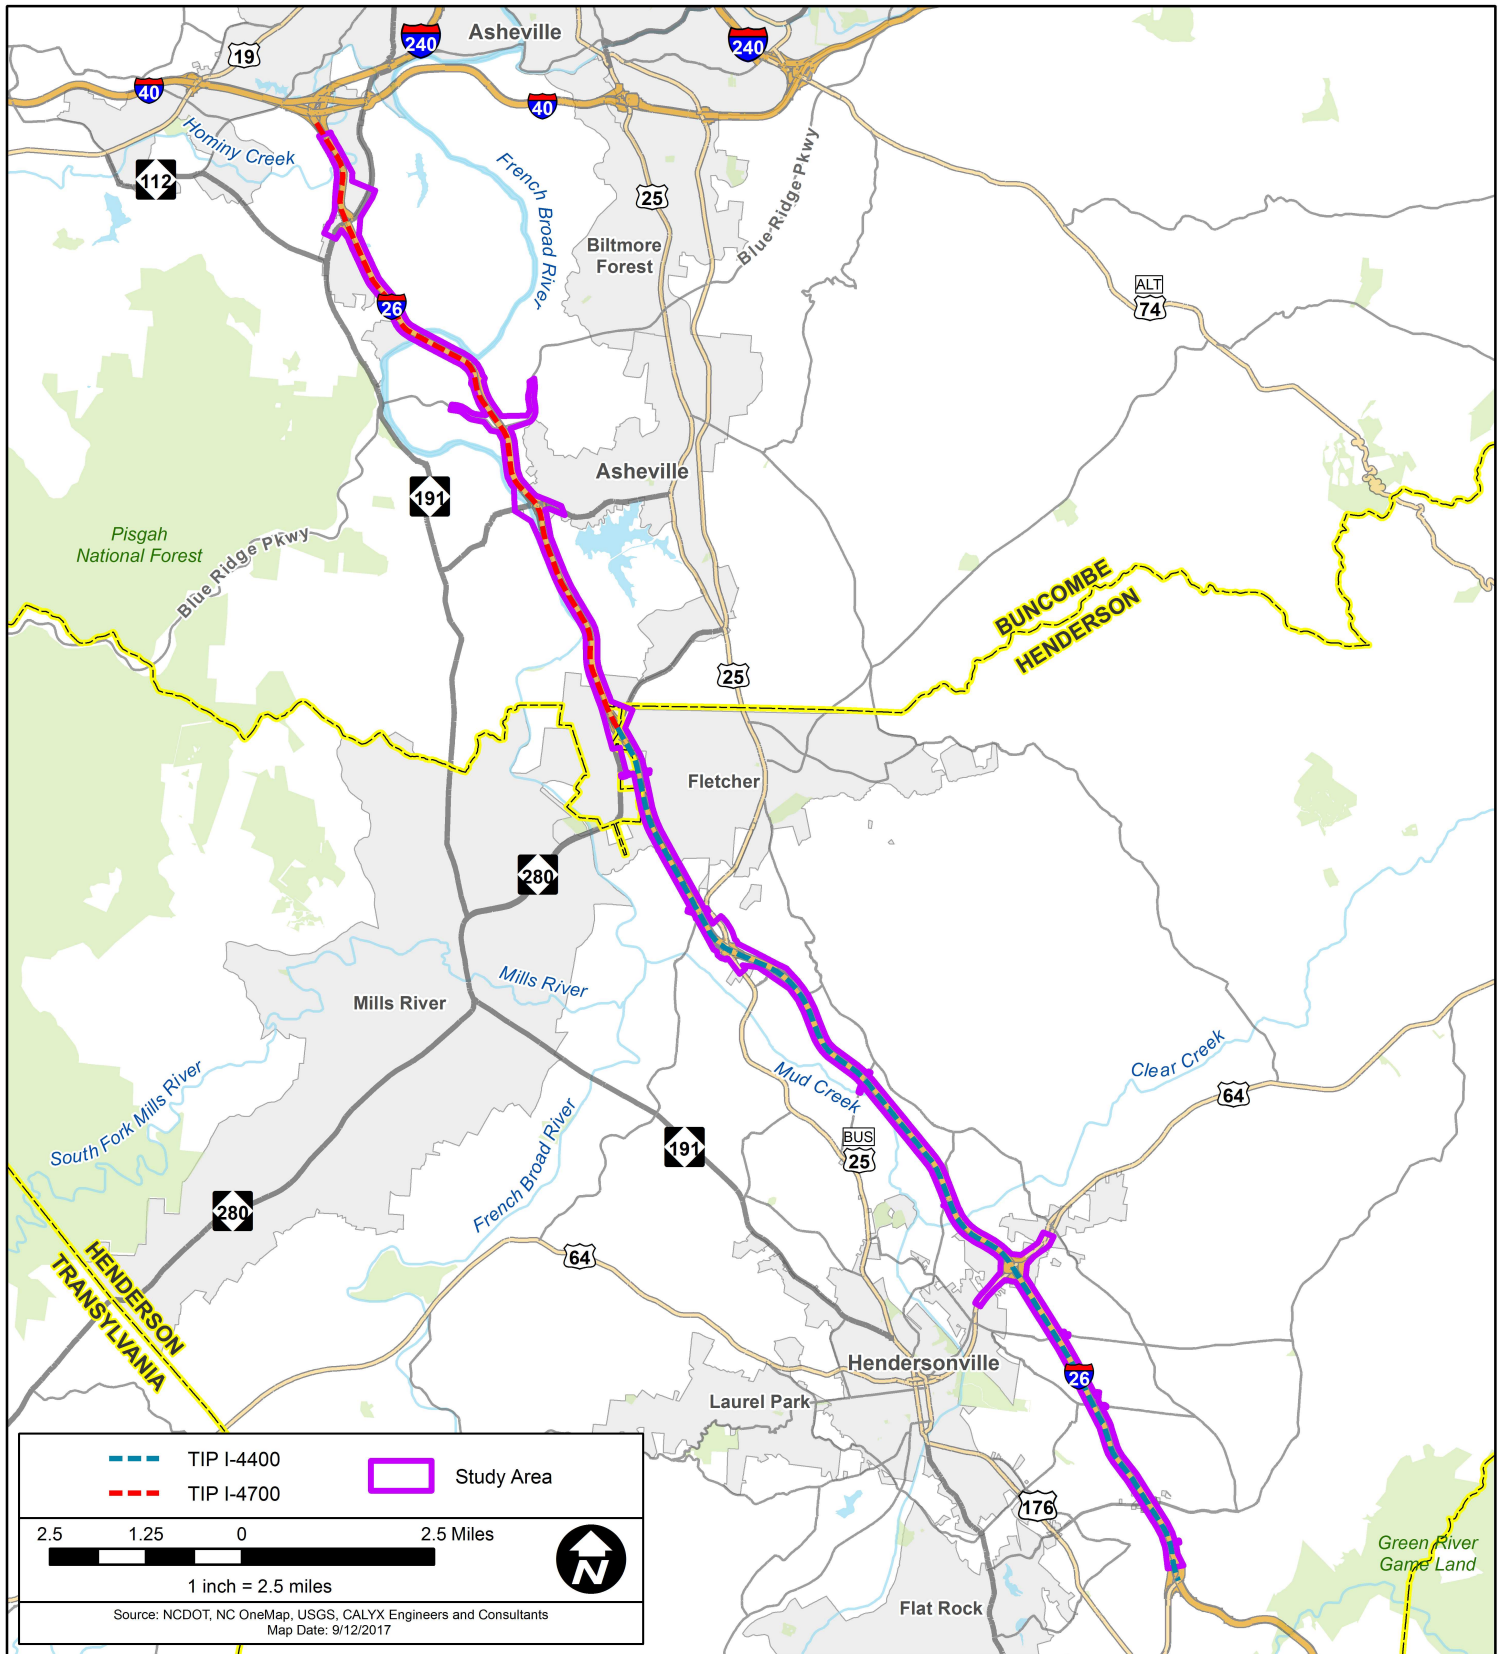 Asheville
240
240
19
40
40
Hominy Creek
112
French Broad River
25
Blue Ridge Pkwy
Biltmore
Forest
26
ALT
74
Asheville
191
Pisgah
National Forest
Blue Ridge Pkwy
BUNCOMBE
HENDERSON
25
Fletcher
280
Mills River
Mills River
Clear Creek
Mud Creek
64
South Fork Mills River
French Broad River
BUS
25
191
280
64
HENDERSON
TRANSYLVANIA
Hendersonville
26
Laurel Park
176
Green River
Game Land
Flat Rock
TIP I-4400
TIP I-4700
Study Area
2.5 1.25 0 2.5 Miles
N
1 inch = 2.5 miles
Source: NCDOT, NC OneMap, USGS, CALYX Engineers and Consultants
Map Date: 9/12/2017